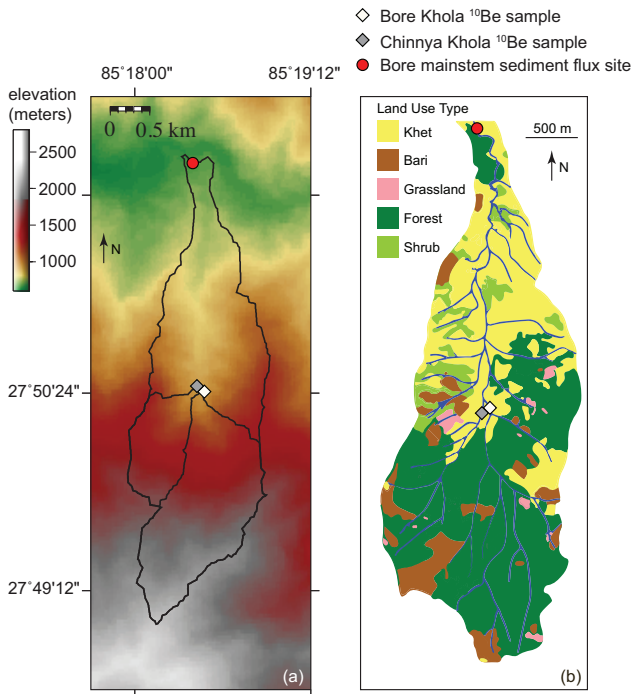 Bore Khola ¹⁰Be sample
Chinnya Khola ¹⁰Be sample
Bore mainstem sediment flux site
85˚18'00"
85˚19'12"
elevation
(meters)
2500
2000
1500
1000
0 0.5 km
N
27˚50'24"
27˚49'12"
(a)
Land Use Type
Khet
Bari
Grassland
Forest
Shrub
500 m
N
(b)